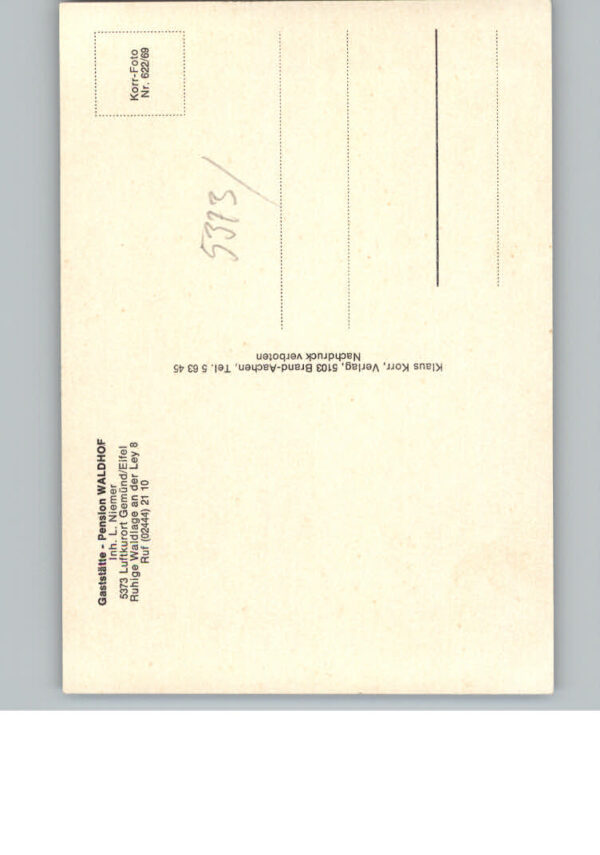 Gaststätte - Pension WALDHOF
Inh. L. Niemer
5373 Luftkurort Gemünd/Eifel
Ruhige Waldlage an der Ley 8
Ruf (02444) 21 10
Klaus Korr, Verlag, 5103 Brand-Aachen, Tel. 5 63 45
Nachdruck verboten
Korr-Foto
Nr. 622/69
5373/